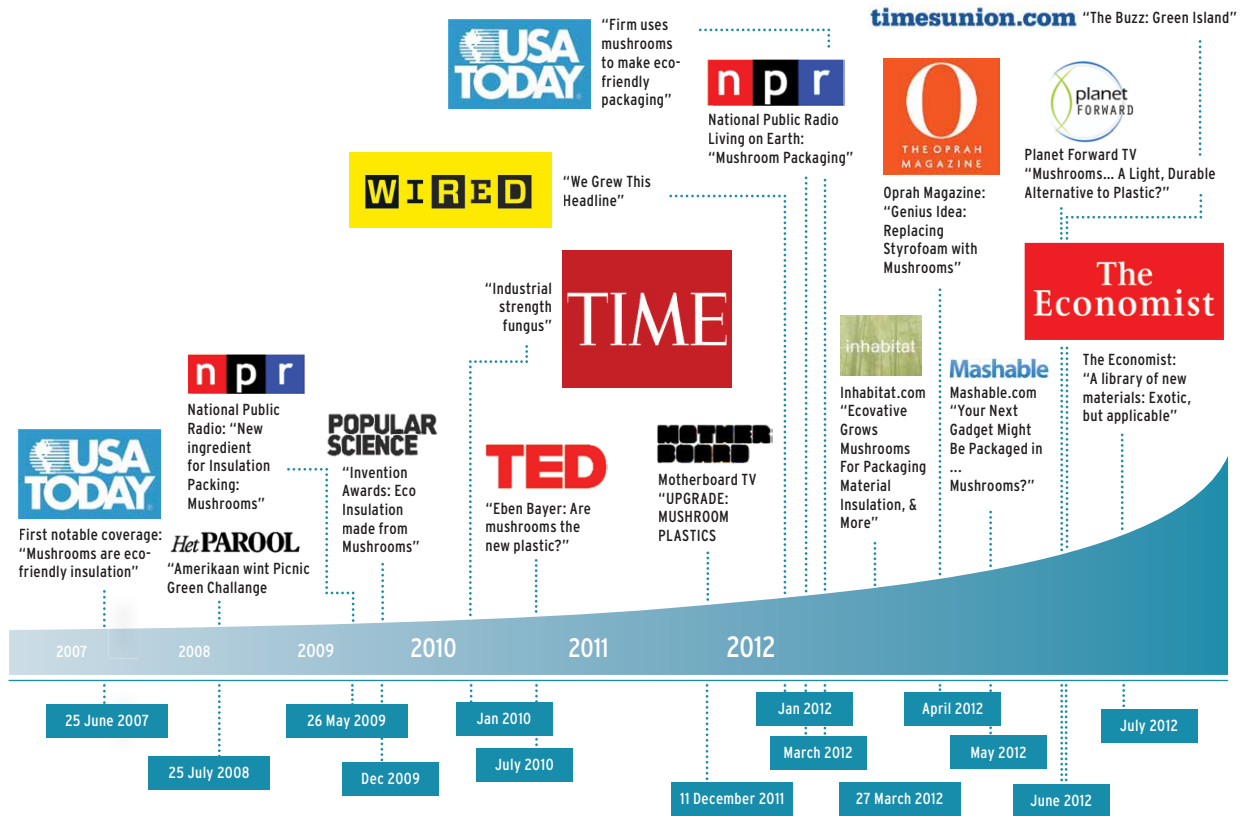 timesunion.com "The Buzz: Green Island"
USA
TODAY
"Firm uses
mushrooms
to make eco-
friendly
packaging"
npr
National Public Radio
Living on Earth:
"Mushroom Packaging"
O
THE OPRAH
MAGAZINE
Oprah Magazine:
"Genius Idea:
Replacing
Styrofoam with
Mushrooms"
planet
FORWARD
Planet Forward TV
"Mushrooms... A Light, Durable
Alternative to Plastic?"
WIRED
"We Grew This
Headline"
"Industrial
strength
fungus"
TIME
The
Economist
The Economist:
"A library of new
materials: Exotic,
but applicable"
inhabitat
Inhabitat.com
"Ecovative
Grows
Mushrooms
For Packaging
Material
Insulation, &
More"
Mashable
Mashable.com
"Your Next
Gadget Might
Be Packaged in
...
Mushrooms?"
npr
National Public
Radio: "New
ingredient
for Insulation
Packing:
Mushrooms"
POPULAR
SCIENCE
"Invention
Awards: Eco
Insulation
made from
Mushrooms"
TED
"Eben Bayer: Are
mushrooms the
new plastic?"
MOTHER
BOARD
Motherboard TV
"UPGRADE:
MUSHROOM
PLASTICS
USA
TODAY
First notable coverage:
"Mushrooms are eco-
friendly insulation"
Het PAROOL
"Amerikaan wint Picnic
Green Challange
2007
2008
2009
2010
2011
2012
25 June 2007
25 July 2008
26 May 2009
Dec 2009
Jan 2010
July 2010
11 December 2011
Jan 2012
March 2012
27 March 2012
April 2012
May 2012
June 2012
July 2012